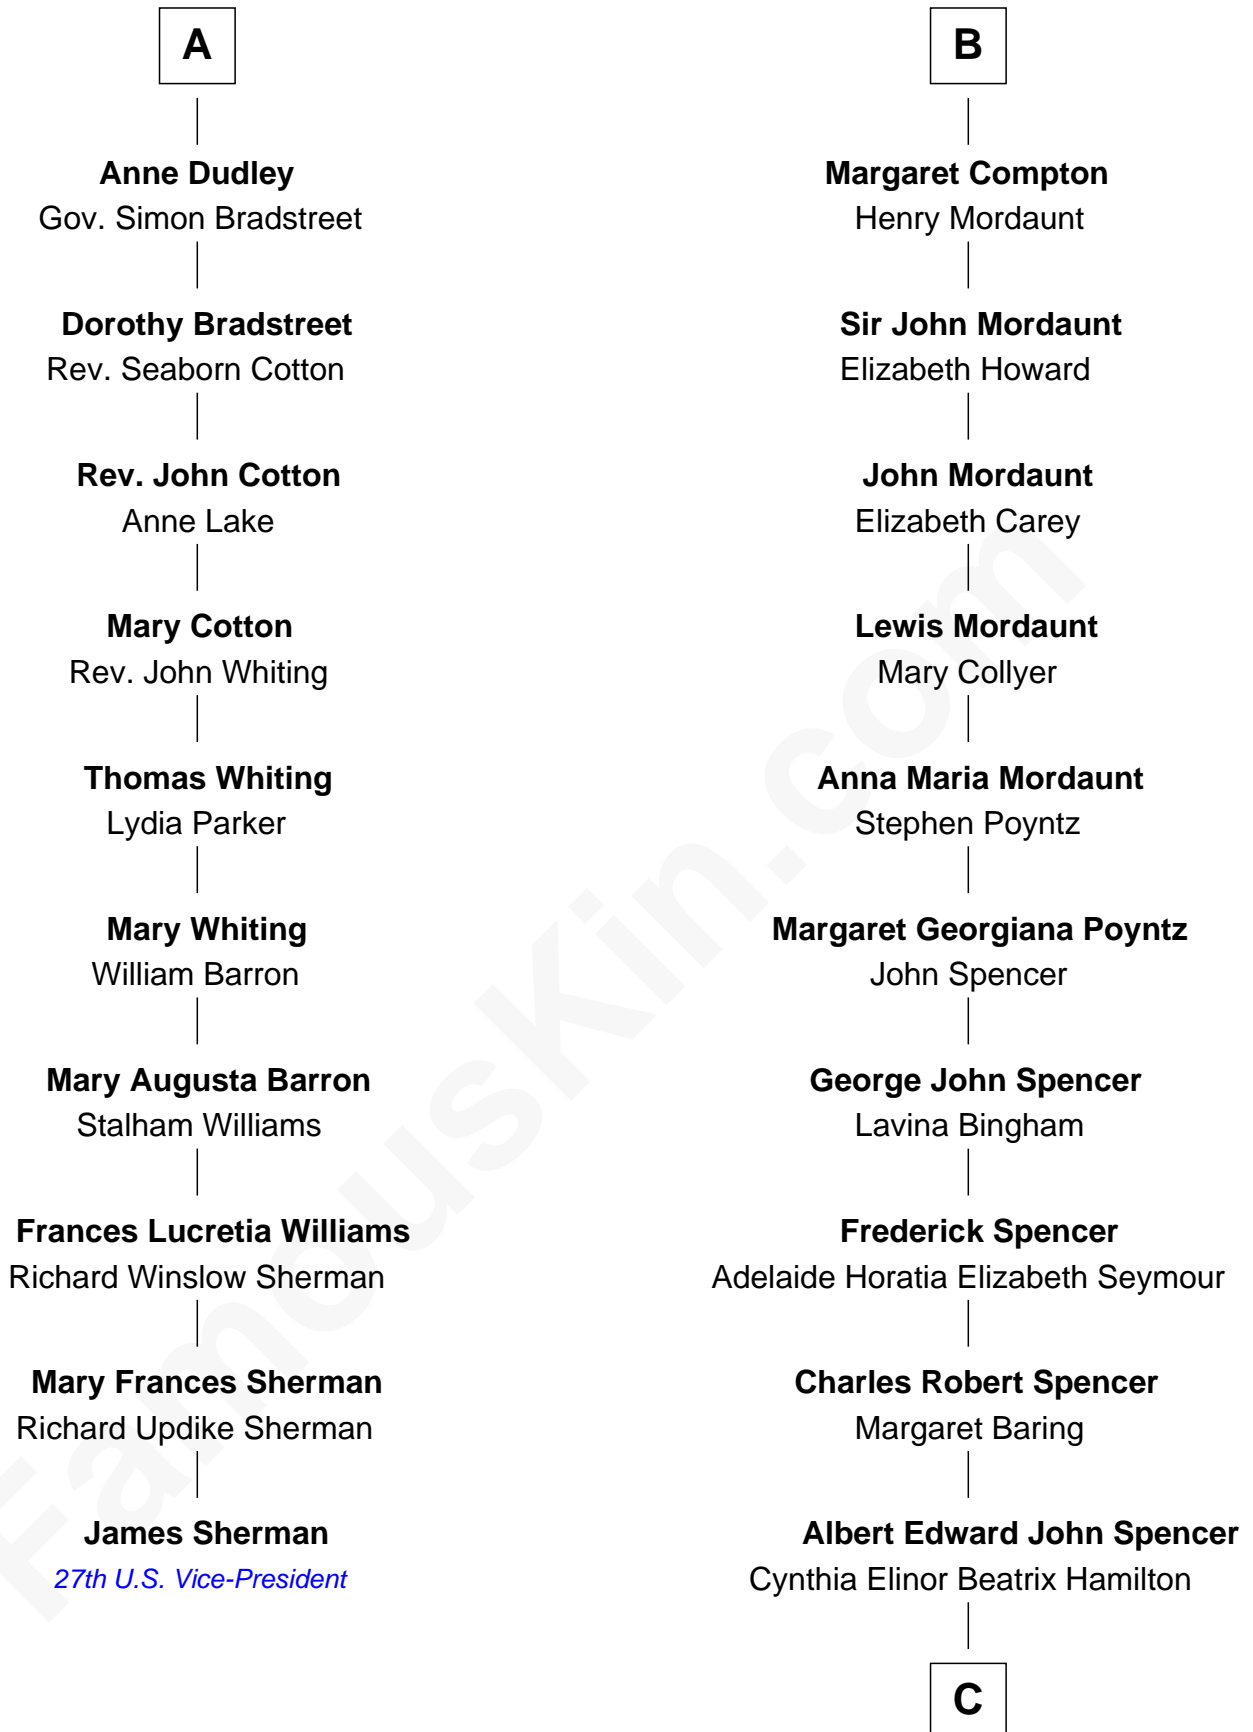 A
Anne Dudley
Gov. Simon Bradstreet
Dorothy Bradstreet
Rev. Seaborn Cotton
Rev. John Cotton
Anne Lake
Mary Cotton
Rev. John Whiting
Thomas Whiting
Lydia Parker
Mary Whiting
William Barron
Mary Augusta Barron
Stalham Williams
Frances Lucretia Williams
Richard Winslow Sherman
Mary Frances Sherman
Richard Updike Sherman
James Sherman
27th U.S. Vice-President
B
Margaret Compton
Henry Mordaunt
Sir John Mordaunt
Elizabeth Howard
John Mordaunt
Elizabeth Carey
Lewis Mordaunt
Mary Collyer
Anna Maria Mordaunt
Stephen Poyntz
Margaret Georgiana Poyntz
John Spencer
George John Spencer
Lavina Bingham
Frederick Spencer
Adelaide Horatia Elizabeth Seymour
Charles Robert Spencer
Margaret Baring
Albert Edward John Spencer
Cynthia Elinor Beatrix Hamilton
C
FamousKin.com